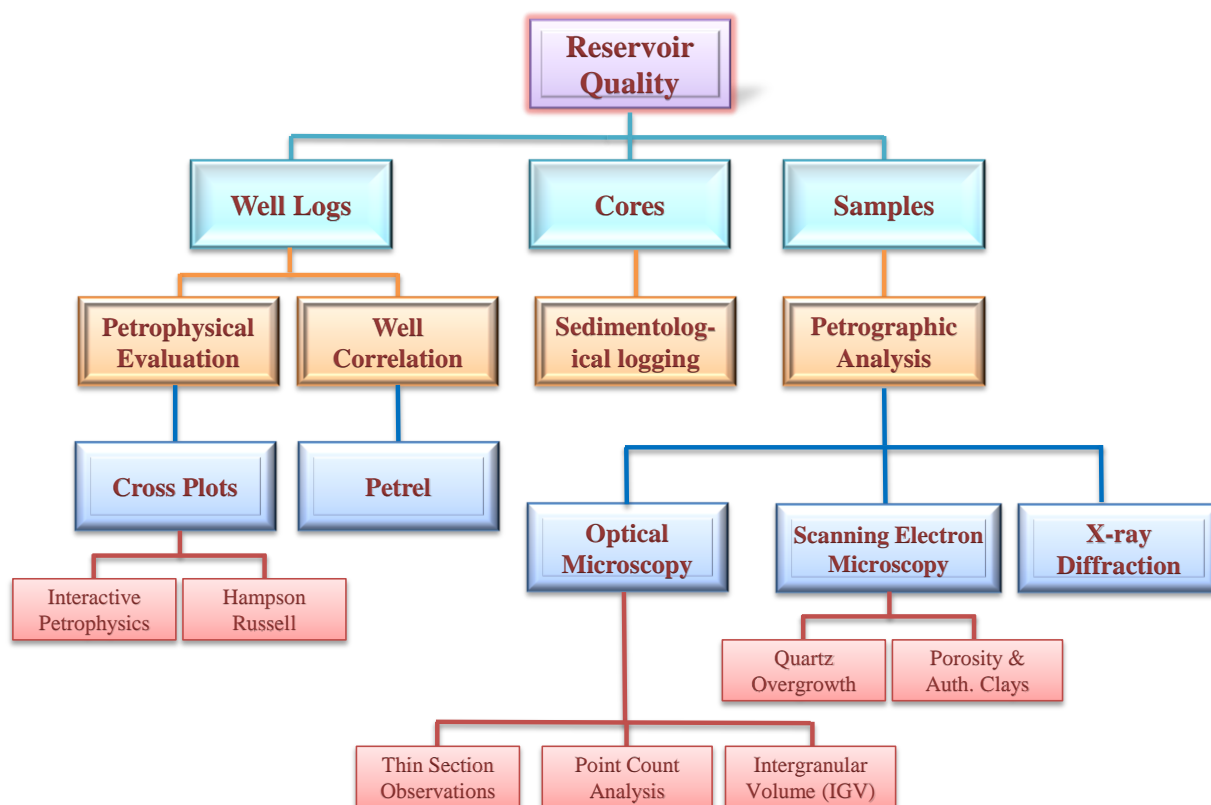 Reservoir
Quality
Well Logs
Cores
Samples
Petrophysical
Evaluation
Well
Correlation
Sedimentolog-
ical logging
Petrographic
Analysis
Cross Plots
Petrel
Optical
Microscopy
Scanning Electron
Microscopy
X-ray
Diffraction
Interactive
Petrophysics
Hampson
Russell
Quartz
Overgrowth
Porosity &
Auth. Clays
Thin Section
Observations
Point Count
Analysis
Intergranular
Volume (IGV)